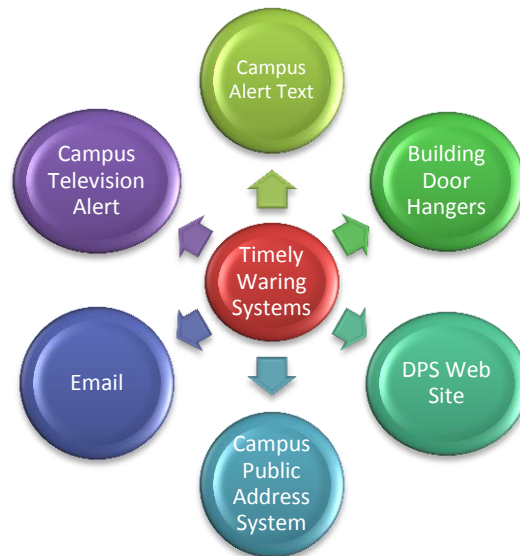 Campus
Alert Text
Building
Door
Hangers
DPS Web
Site
Campus
Public
Address
System
Email
Campus
Television
Alert
Timely
Waring
Systems